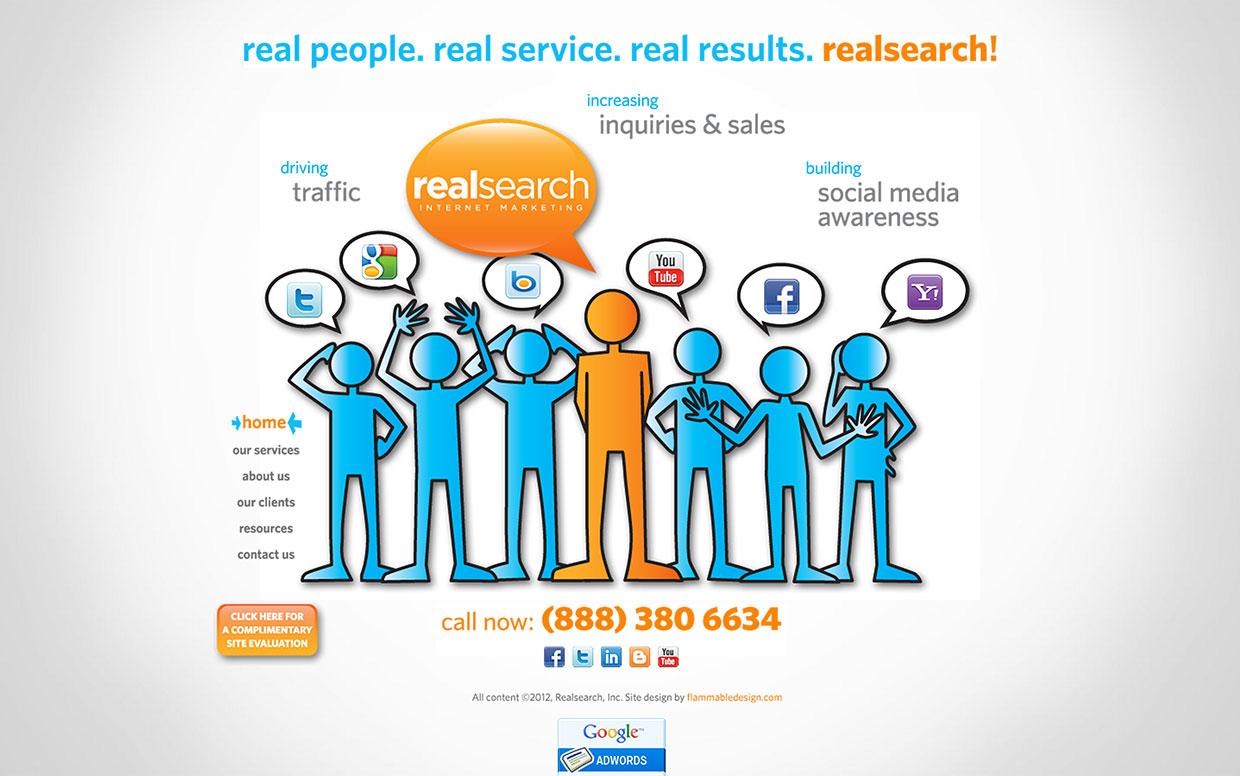 real people. real service. real results. realsearch!
increasing
inquiries & sales
driving
traffic
building
social media
awareness
realsearch
INTERNET MARKETING
You
Tube
Y!
home
our services
about us
our clients
resources
contact us
CLICK HERE FOR
A COMPLIMENTARY
SITE EVALUATION
call now: (888) 380 6634
f t in B You Tube
All content ©2012, Realsearch, Inc. Site design by flammabledesign.com
Google™
ADWORDS